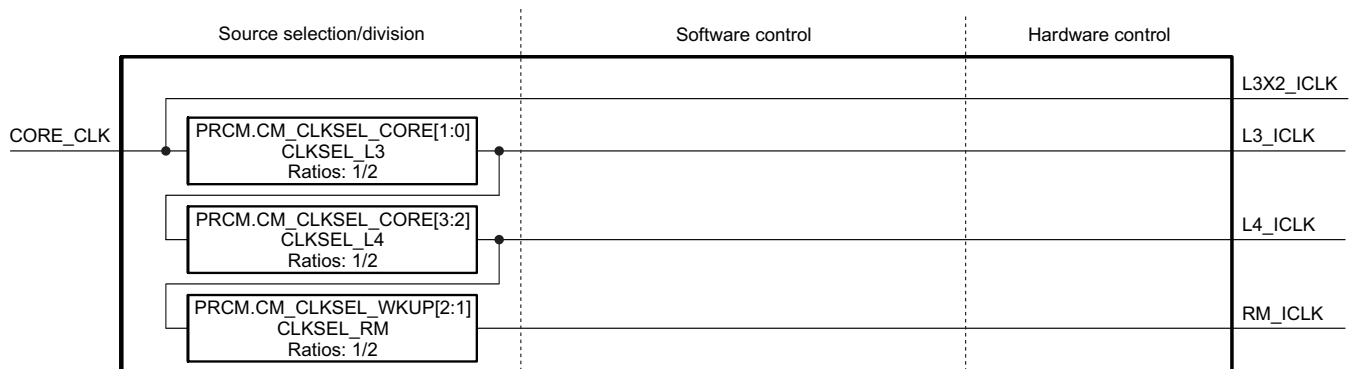 Source selection/division Software control Hardware control
L3X2_ICLK
CORE_CLK PRCM.CM_CLKSEL_CORE[1:0] L3_ICLK
CLKSEL_L3
Ratios: 1/2
PRCM.CM_CLKSEL_CORE[3:2] L4_ICLK
CLKSEL_L4
Ratios: 1/2
PRCM.CM_CLKSEL_WKUP[2:1] RM_ICLK
CLKSEL_RM
Ratios: 1/2